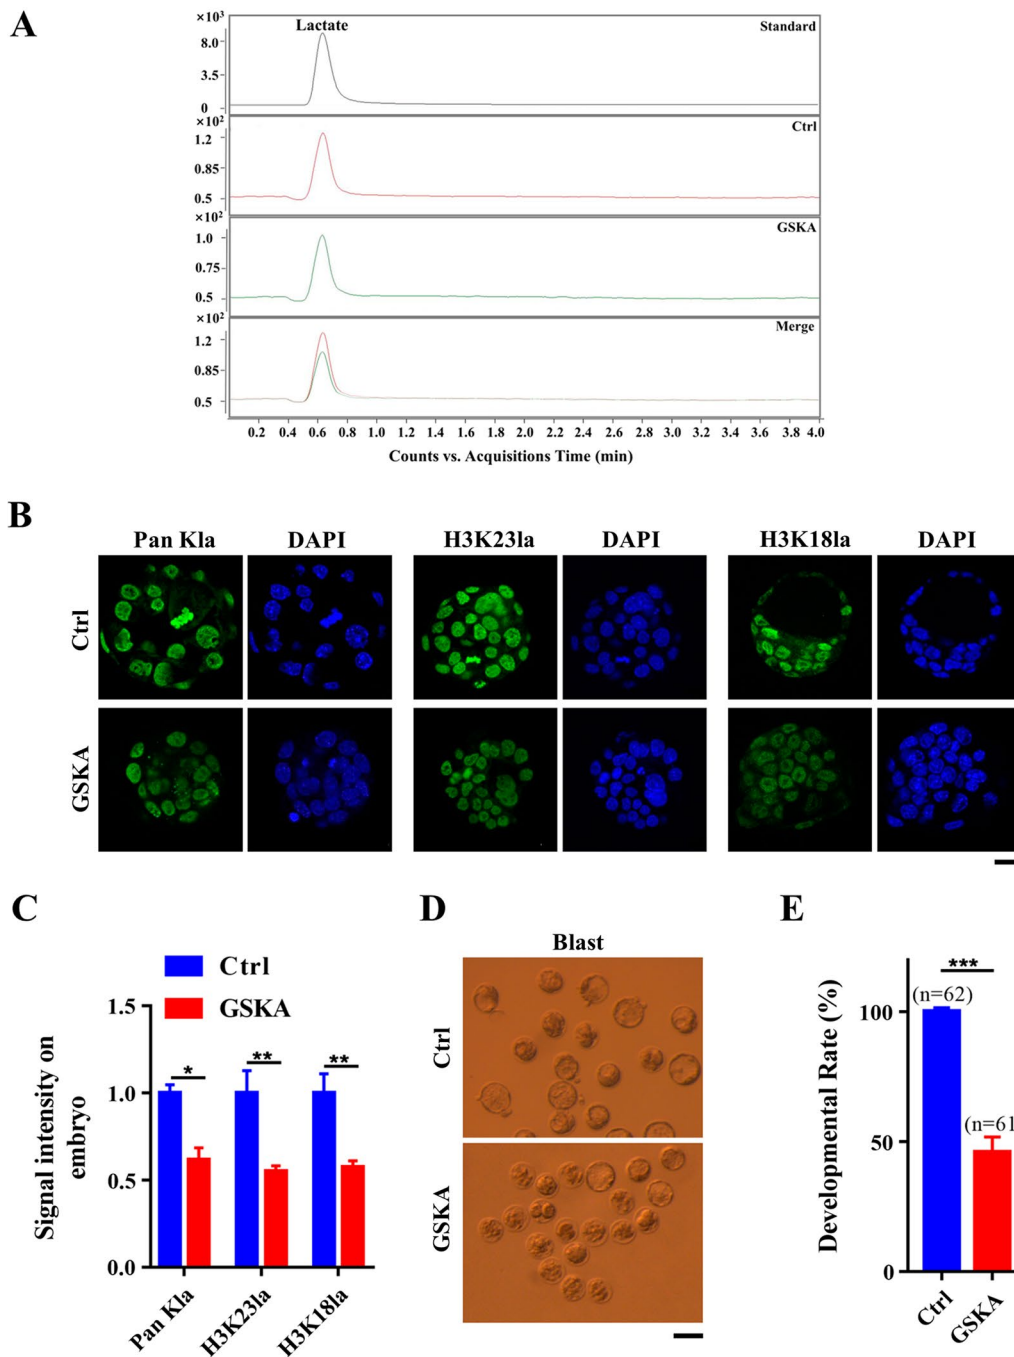 A
×10³
Lactate
Standard
8.0
3.5
0
×10²
Ctrl
1.2
0.85
0.5
×10²
GSKA
1.0
0.75
0.5
×10²
Merge
1.2
0.85
0.5
0.2 0.4 0.6 0.8 1.0 1.2 1.4 1.6 1.8 2.0 2.2 2.4 2.6 2.8 3.0 3.2 3.4 3.6 3.8 4.0
Counts vs. Acquisitions Time (min)
B
Pan Kla DAPI H3K23la DAPI H3K18la DAPI
Ctrl
GSKA
C
Ctrl
GSKA
Signal intensity on
embryo
1.5
1.0
0.5
0.0
* ** **
Pan Kla H3K23la H3K18la
D
Blast
Ctrl
GSKA
E
Developmental Rate (%)
***
(n=62)
(n=61
100
50
0
Ctrl GSKA